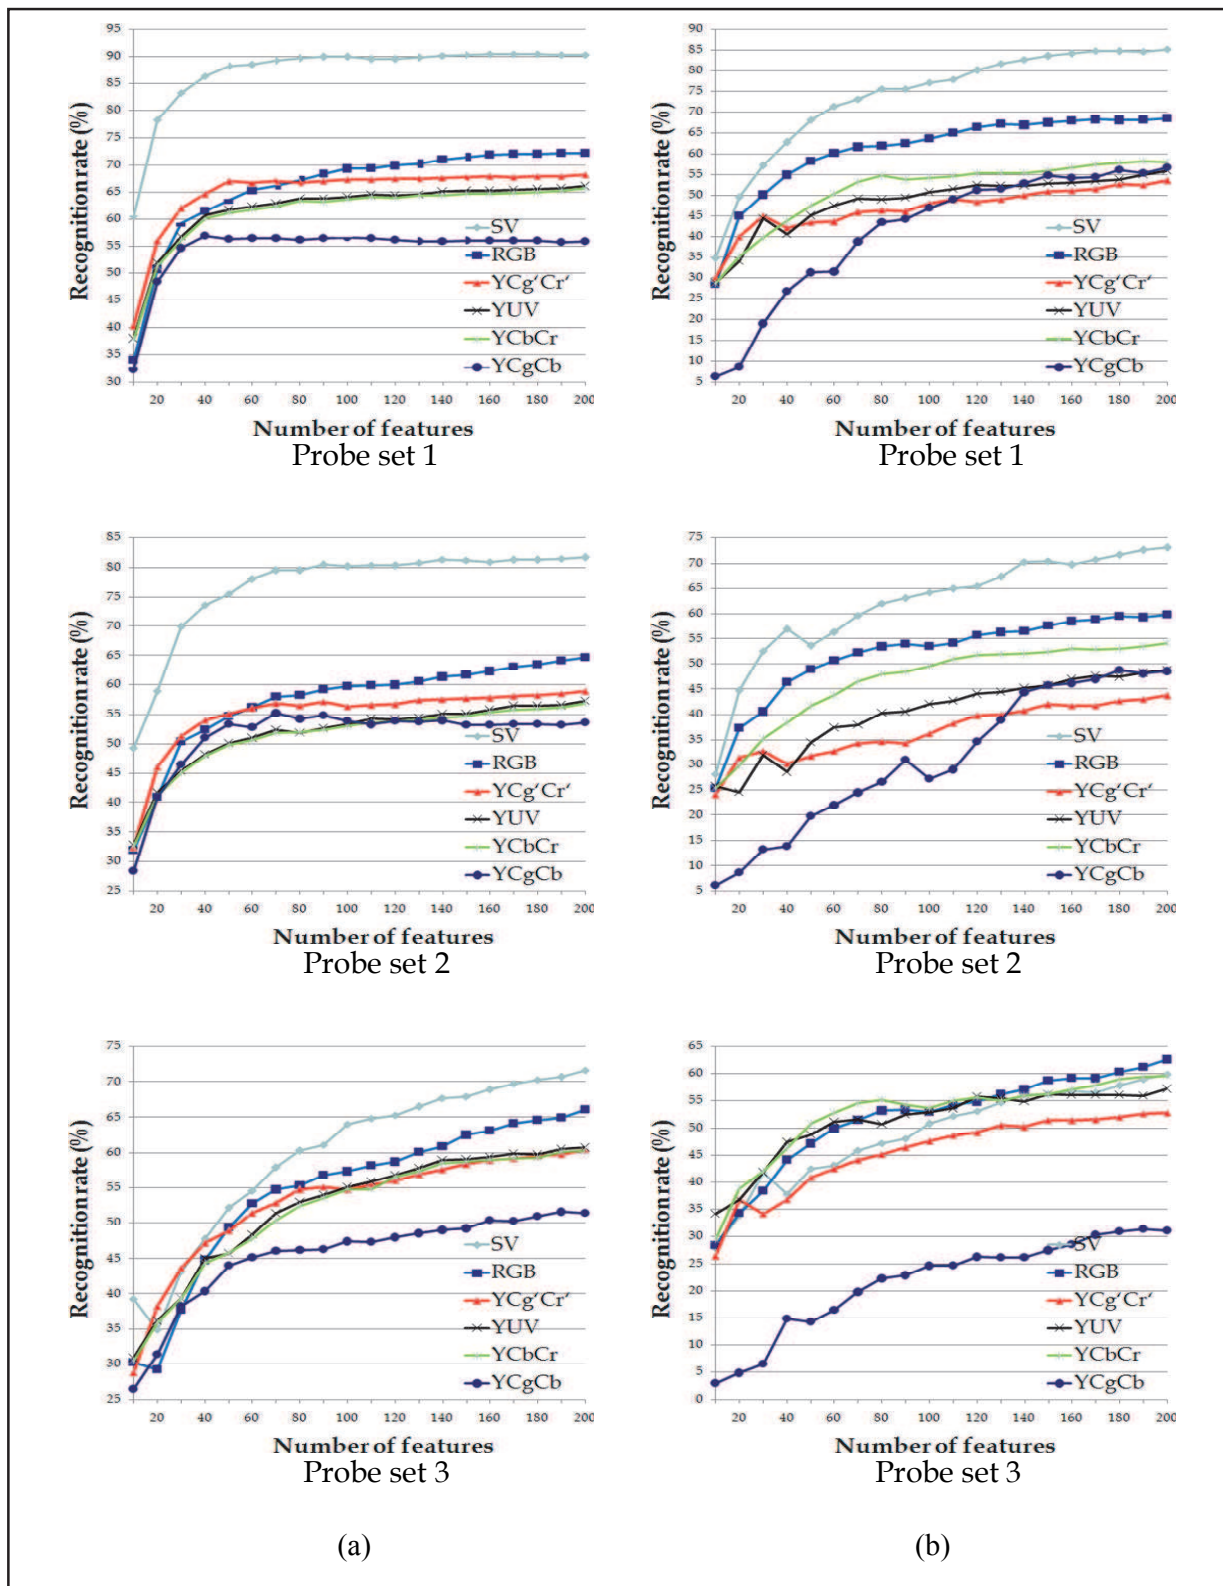 95
90
85
80
75
70
65
60
55
50
45
40
35
30
Recognition rate (%)
SV
RGB
YCg'Cr'
YUV
YCbCr
YCgCb
20 40 60 80 100 120 140 160 180 200
Number of features
Probe set 1
90
85
80
75
70
65
60
55
50
45
40
35
30
25
20
15
10
5
Recognition rate (%)
SV
RGB
YCg'Cr'
YUV
YCbCr
YCgCb
20 40 60 80 100 120 140 160 180 200
Number of features
Probe set 1
85
80
75
70
65
60
55
50
45
40
35
30
25
Recognition rate (%)
SV
RGB
YCg'Cr'
YUV
YCbCr
YCgCb
20 40 60 80 100 120 140 160 180 200
Number of features
Probe set 2
75
70
65
60
55
50
45
40
35
30
25
20
15
10
5
Recognition rate (%)
SV
RGB
YCg'Cr'
YUV
YCbCr
YCgCb
20 40 60 80 100 120 140 160 180 200
Number of features
Probe set 2
75
70
65
60
55
50
45
40
35
30
25
Recognition rate (%)
SV
RGB
YCg'Cr'
YUV
YCbCr
YCgCb
20 40 60 80 100 120 140 160 180 200
Number of features
Probe set 3
65
60
55
50
45
40
35
30
25
20
15
10
5
0
Recognition rate (%)
SV
RGB
YCg'Cr'
YUV
YCbCr
YCgCb
20 40 60 80 100 120 140 160 180 200
Number of features
Probe set 3
(a) (b)